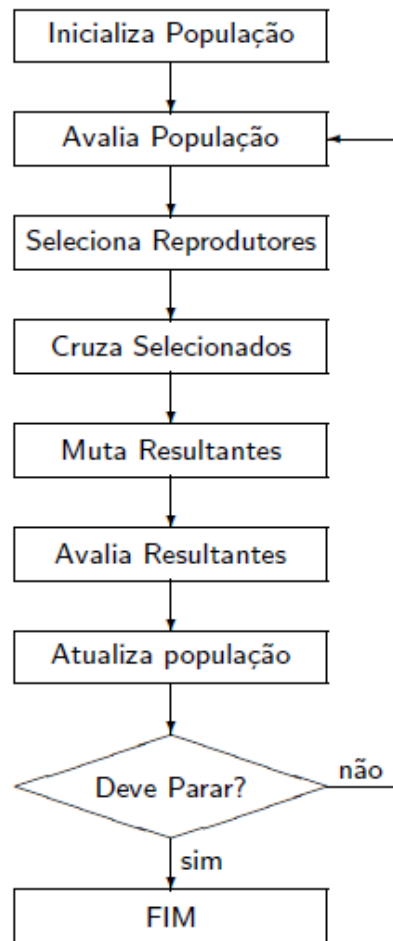 Inicializa População
Avalia População
Seleciona Reprodutores
Cruza Selecionados
Muta Resultantes
Avalia Resultantes
Atualiza população
Deve Parar?
não
sim
FIM